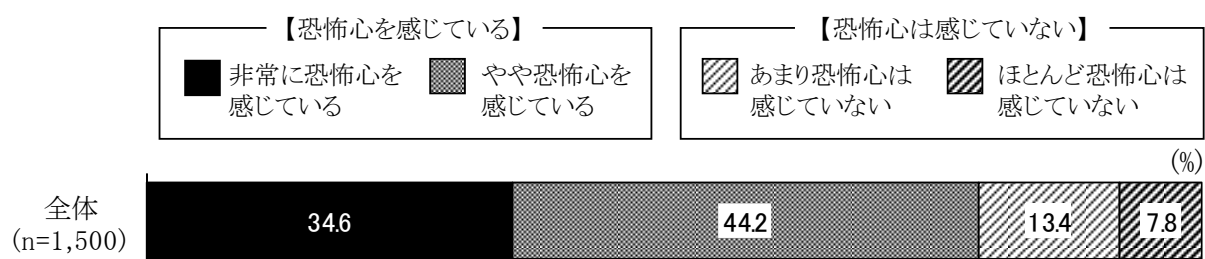 【恐怖心を感じている】
非常に恐怖心を
感じている
やや恐怖心を
感じている
【恐怖心は感じていない】
あまり恐怖心は
感じていない
ほとんど恐怖心は
感じていない
(%)
全体
(n=1,500)
34.6
44.2
13.4
7.8